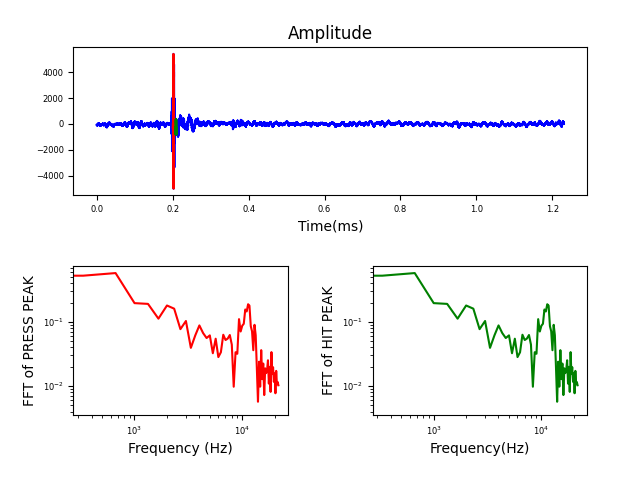 Amplitude
4000
2000
0
−2000
−4000
0.0 0.2 0.4 0.6 0.8 1.0 1.2
Time(ms)
FFT of PRESS PEAK
10⁻¹
10⁻²
10³ 10⁴
Frequency (Hz)
FFT of HIT PEAK
10⁻¹
10⁻²
10³ 10⁴
Frequency(Hz)